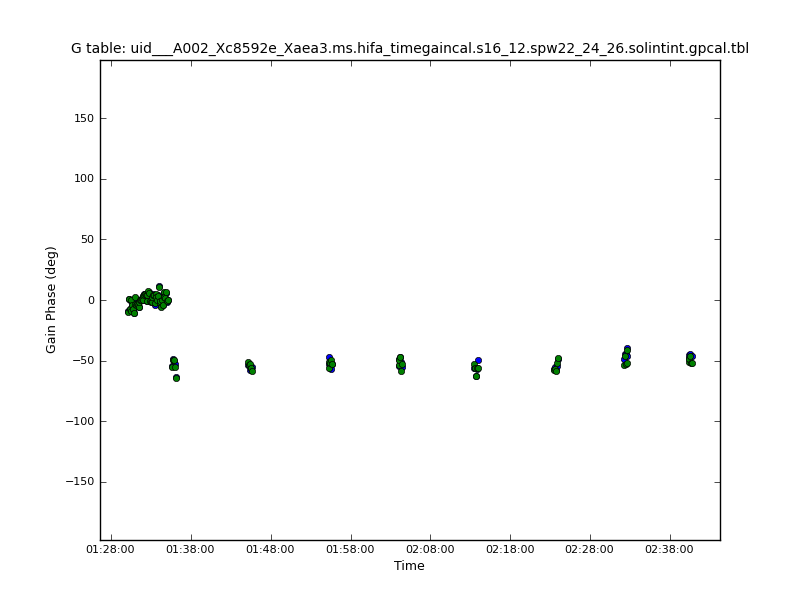 G table: uid___A002_Xc8592e_Xaea3.ms.hifa_timegaincal.s16_12.spw22_24_26.solintint.gpcal.tbl
150
100
50
0
−50
−100
−150
Gain Phase (deg)
01:28:00 01:38:00 01:48:00 01:58:00 02:08:00 02:18:00 02:28:00 02:38:00
Time